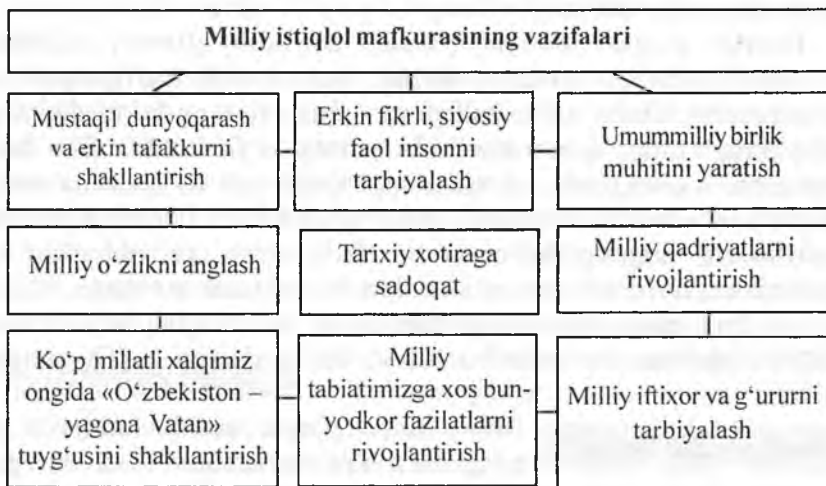 Milliy istiqlol mafkurasining vazifalari
Mustaqil dunyoqarash
va erkin tafakkurni
shakllantirish
Erkin fikrli, siyosiy
faol insonni
tarbiyalash
Umummilliy birlik
muhitini yaratish
Milliy o‘zlikni anglash
Tarixiy xotiraga
sadoqat
Milliy qadriyatlarni
rivojlantirish
Ko‘p millatli xalqimiz
ongida «O‘zbekiston –
yagona Vatan»
tuyg‘usini shakllantirish
Milliy
tabiatimizga xos bun-
yodkor fazilatlarni
rivojlantirish
Milliy iftixor va g‘ururni
tarbiyalash